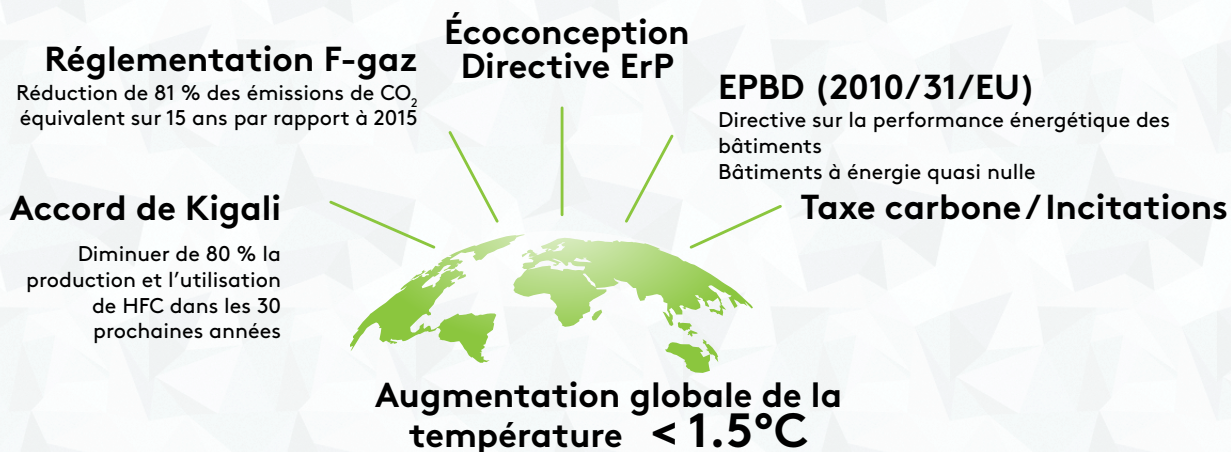 Réglementation F-gaz
Réduction de 81 % des émissions de CO₂
équivalent sur 15 ans par rapport à 2015
Écoconception
Directive ErP
EPBD (2010/31/EU)
Directive sur la performance énergétique des
bâtiments
Bâtiments à énergie quasi nulle
Accord de Kigali
Diminuer de 80 % la
production et l’utilisation
de HFC dans les 30
prochaines années
Taxe carbone / Incitations
Augmentation globale de la
température < 1.5°C